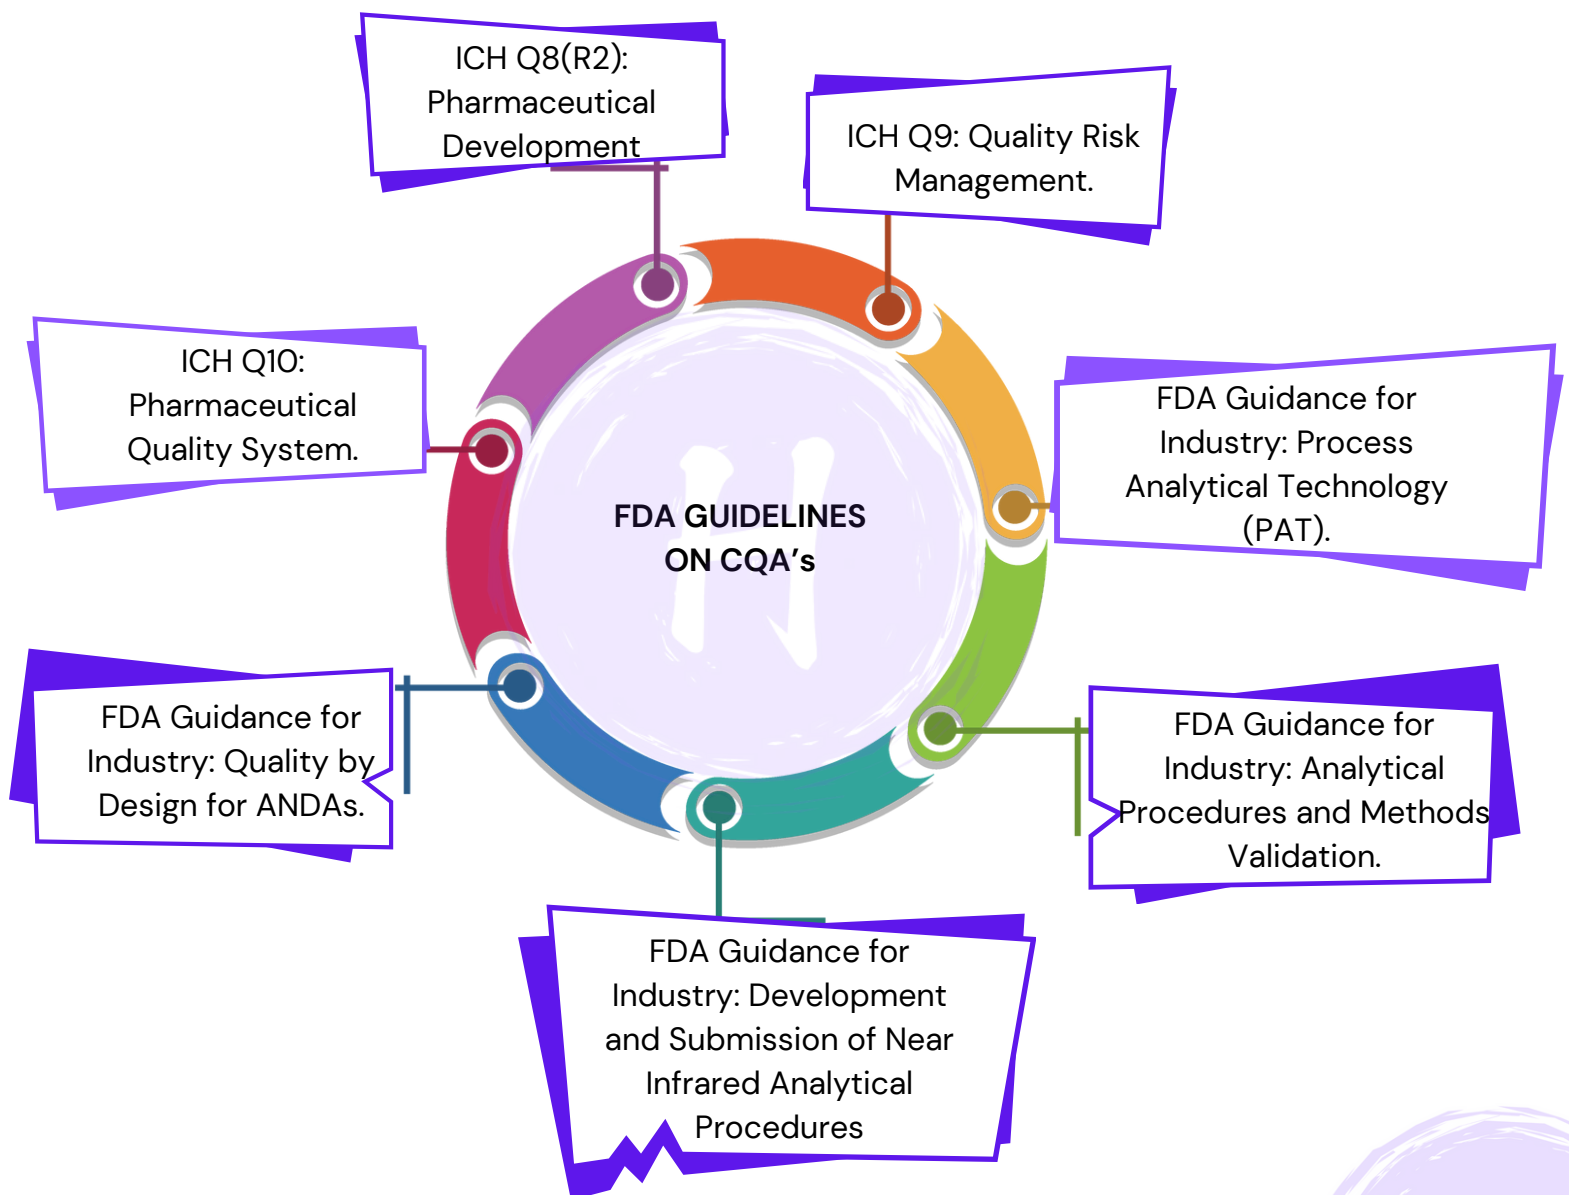 ICH Q8(R2):
Pharmaceutical
Development
ICH Q9: Quality Risk
Management.
ICH Q10:
Pharmaceutical
Quality System.
FDA Guidance for
Industry: Process
Analytical Technology
(PAT).
FDA GUIDELINES
ON CQA’s
FDA Guidance for
Industry: Quality by
Design for ANDAs.
FDA Guidance for
Industry: Analytical
Procedures and Methods
Validation.
FDA Guidance for
Industry: Development
and Submission of Near
Infrared Analytical
Procedures